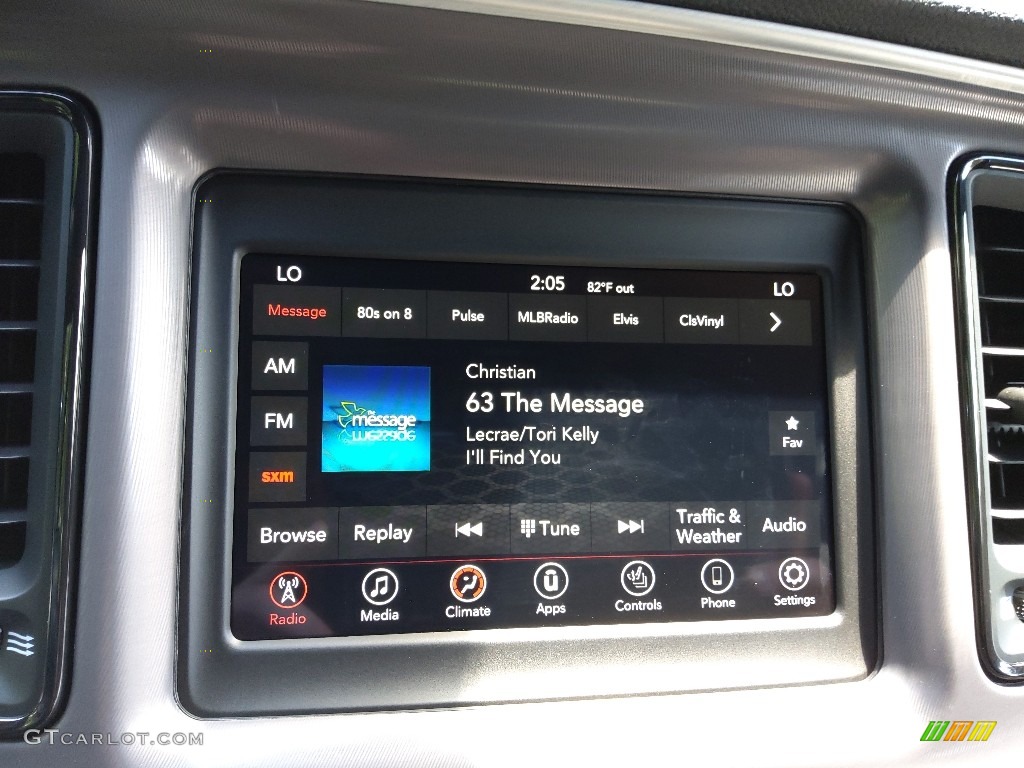 LO 2:05 82°F out LO
Message 80s on 8 Pulse MLBRadio Elvis ClsVinyl
AM
FM
sxm
the message
Christian
63 The Message
Lecrae/Tori Kelly
I'll Find You
Fav
Browse Replay Tune Traffic & Weather Audio
Radio Media Climate Apps Controls Phone Settings
GTCARLOT.COM